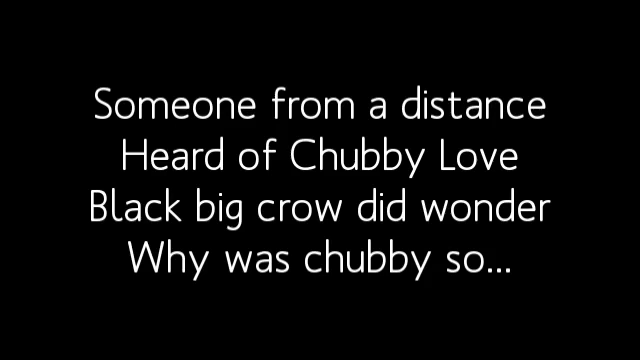 Someone from a distance
Heard of Chubby Love
Black big crow did wonder
Why was chubby so...